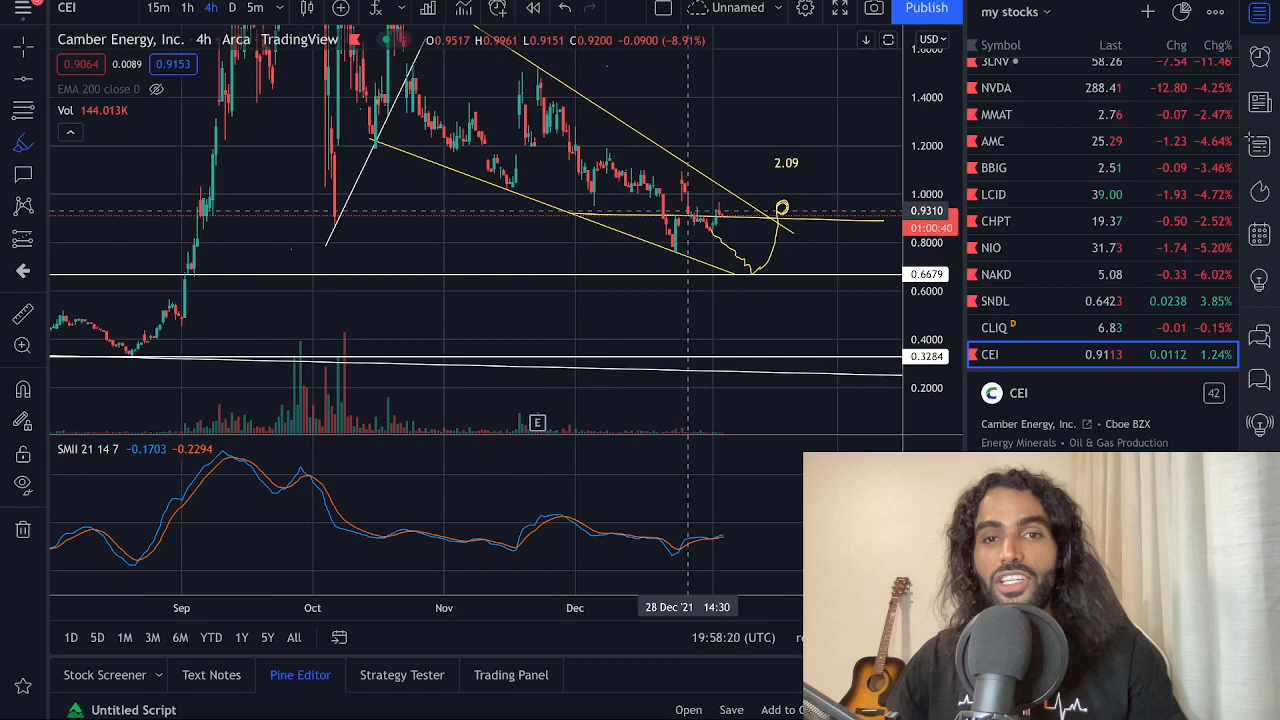 CEI 15m 1h 4h D 5m Unnamed Publish
my stocks
Camber Energy, Inc. · 4h · Arca TradingView O0.9517 H0.9961 L0.9151 C0.9200 -0.0900 (-8.91%) USD
0.9064 0.0089 0.9153
EMA 200 close 0
Vol 144.013K
1.4000
1.2000
1.0000
0.9310
01:00:40
0.8000
0.6679
0.6000
0.4000
0.3284
0.2000
2.09
E
SMII 21 14 7 -0.1703 -0.2294
Sep Oct Nov Dec 28 Dec '21 14:30
1D 5D 1M 3M 6M YTD 1Y 5Y All 19:58:20 (UTC)
Stock Screener Text Notes Pine Editor Strategy Tester Trading Panel
Untitled Script Open Save Add to
Symbol Last Chg Chg%
58.26 -7.54 -11.46
NVDA 288.41 -12.80 -4.25%
MMAT 2.76 -0.07 -2.47%
AMC 25.29 -1.23 -4.64%
BBIG 2.51 -0.09 -3.46%
LCID 39.00 -1.93 -4.72%
CHPT 19.37 -0.50 -2.52%
NIO 31.73 -1.74 -5.20%
NAKD 5.08 -0.33 -6.02%
SNDL 0.6423 0.0238 3.85%
CLIQ D 6.83 -0.01 -0.15%
CEI 0.9113 0.0112 1.24%
CEI 42
Camber Energy, Inc. · Cboe BZX
Energy Minerals · Oil & Gas Production